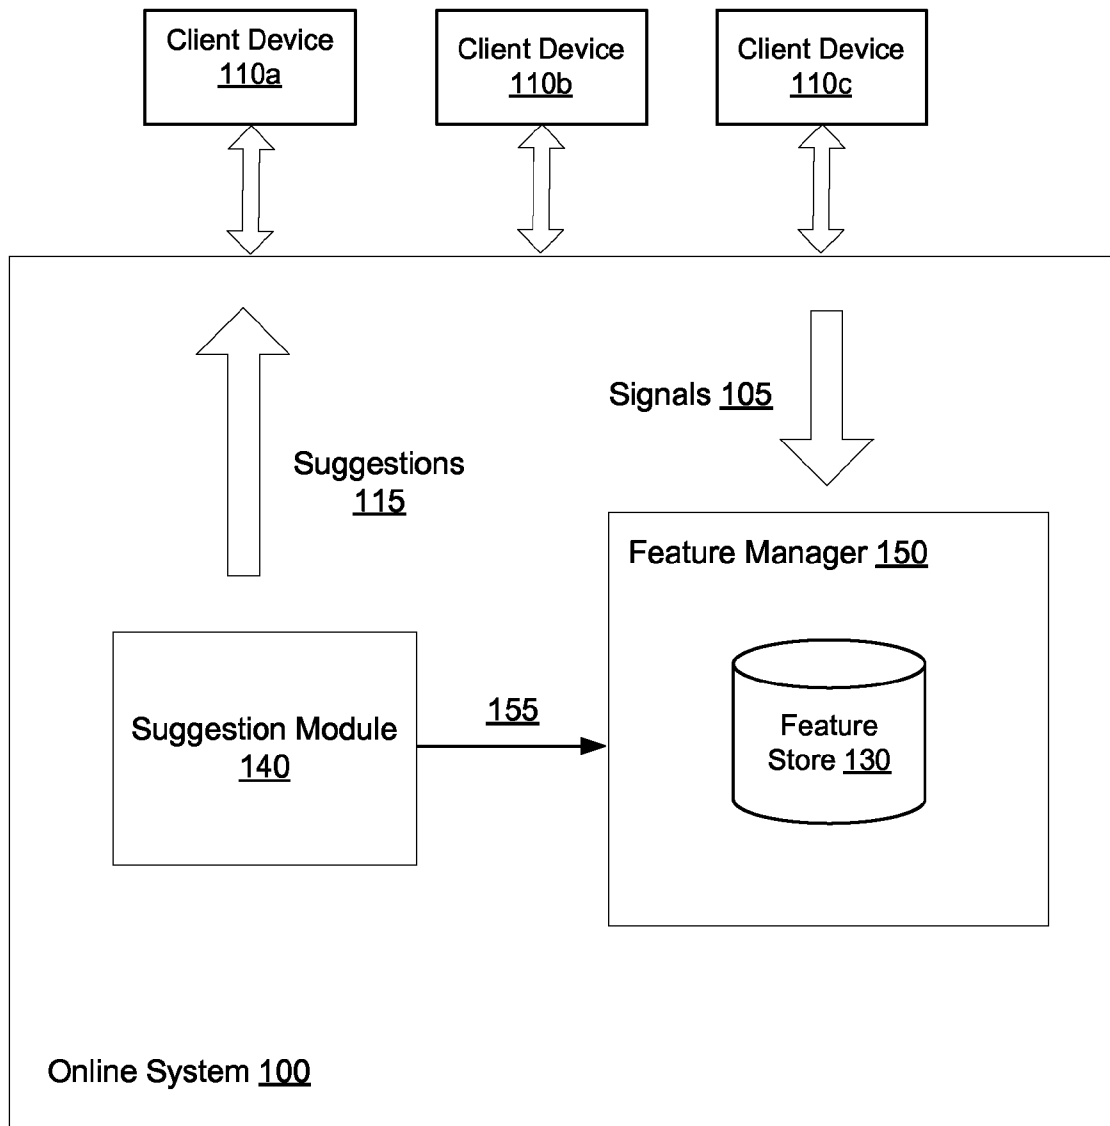 Client Device
110a
Client Device
110b
Client Device
110c
Signals 105
Suggestions
115
Feature Manager 150
155
Suggestion Module
140
Feature
Store 130
Online System 100